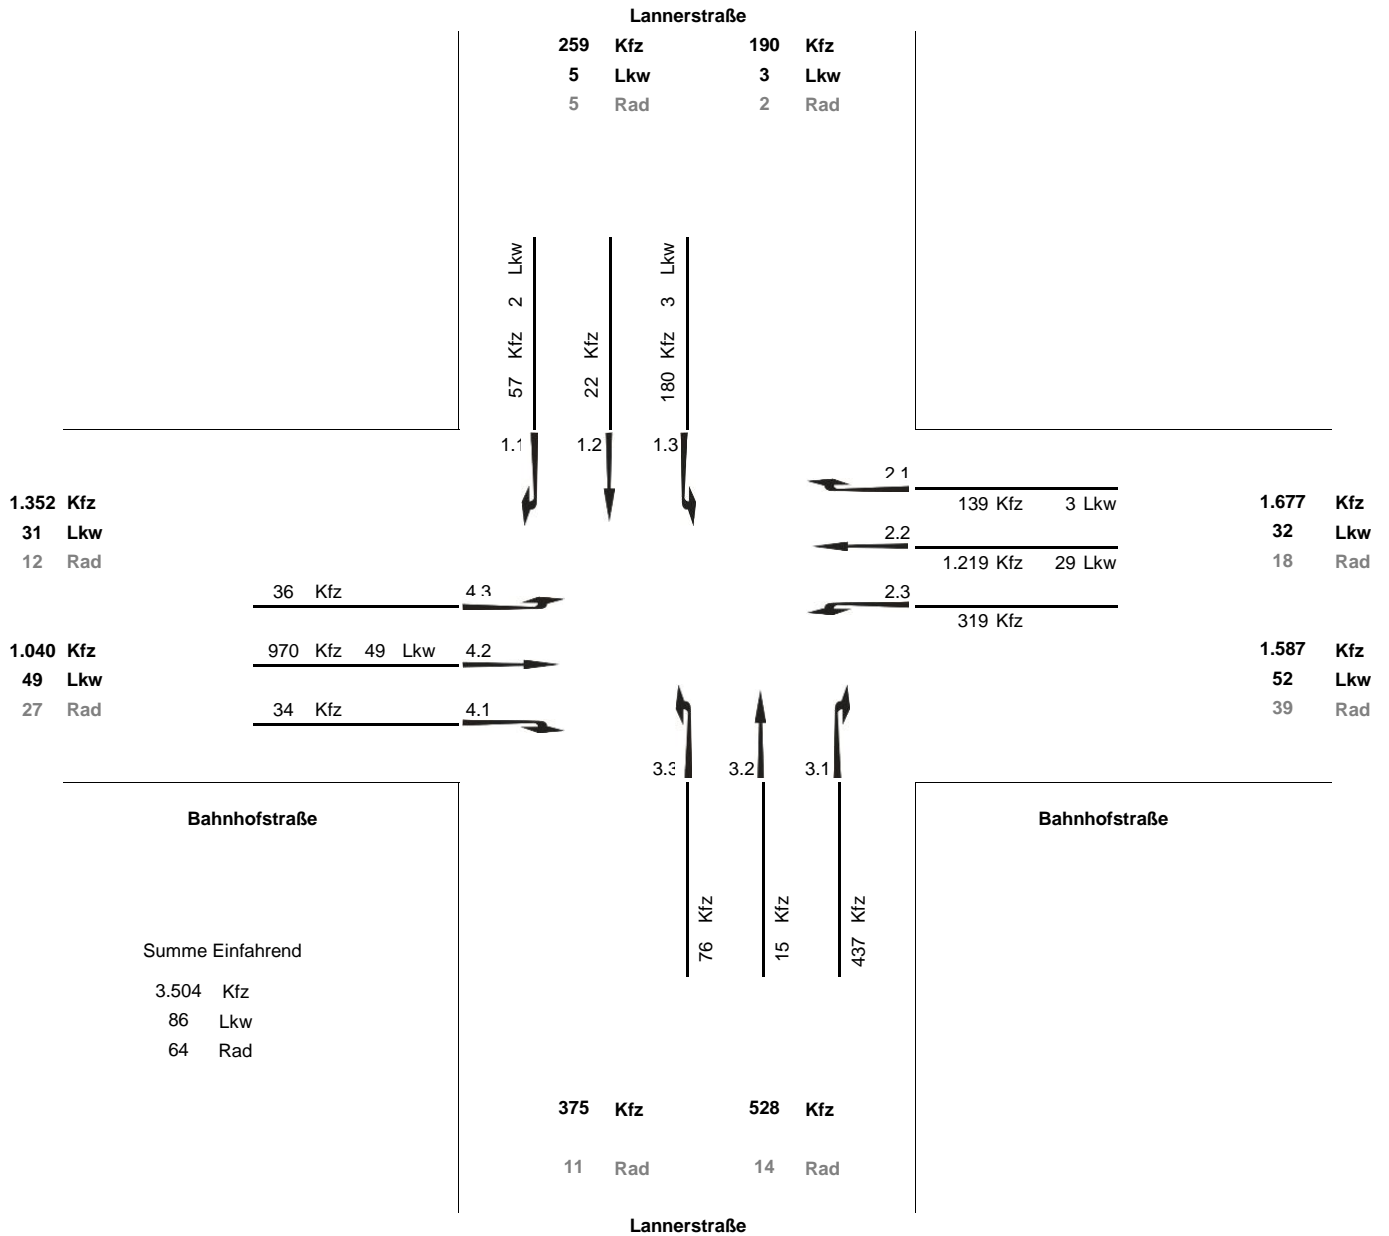 Lannerstraße
259 Kfz 190 Kfz
5 Lkw 3 Lkw
5 Rad 2 Rad
57 Kfz 2 Lkw
22 Kfz
180 Kfz 3 Lkw
1.1 1.2 1.3
2.1
139 Kfz 3 Lkw
2.2
1.219 Kfz 29 Lkw
2.3
319 Kfz
1.352 Kfz
31 Lkw
12 Rad
1.677 Kfz
32 Lkw
18 Rad
36 Kfz 4.3
970 Kfz 49 Lkw 4.2
34 Kfz 4.1
1.040 Kfz
49 Lkw
27 Rad
1.587 Kfz
52 Lkw
39 Rad
3.3 3.2 3.1
76 Kfz
15 Kfz
437 Kfz
Bahnhofstraße Bahnhofstraße
Summe Einfahrend
3.504 Kfz
86 Lkw
64 Rad
375 Kfz 528 Kfz
11 Rad 14 Rad
Lannerstraße